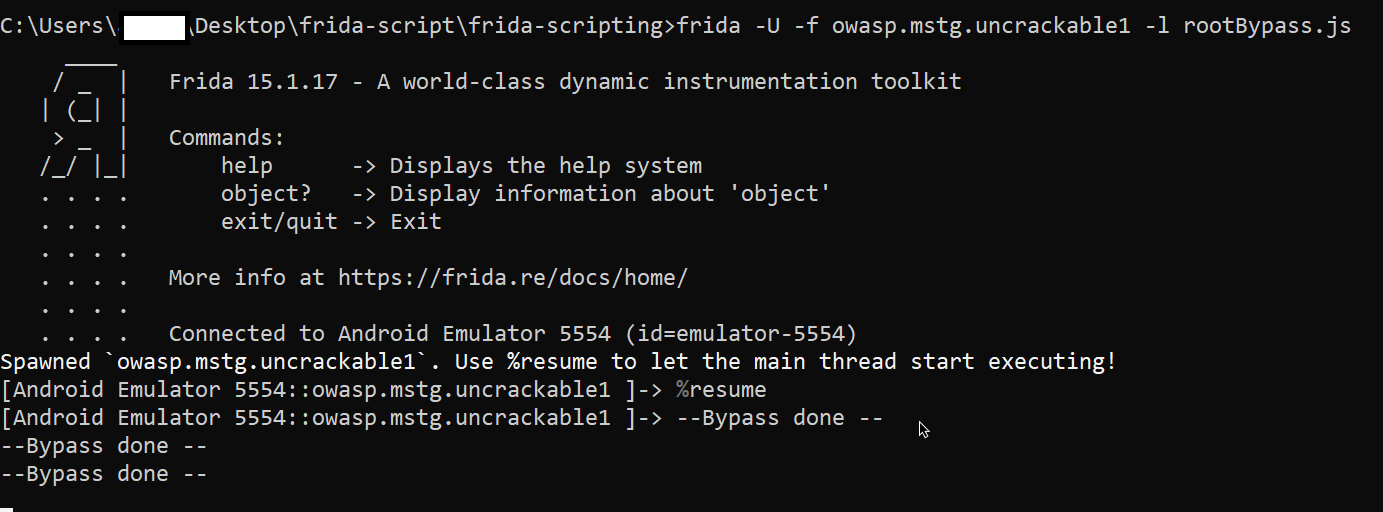 C:\Users\ \Desktop\frida-script\frida-scripting>frida -U -f owasp.mstg.uncrackable1 -l rootBypass.js
     ____
    / _  |   Frida 15.1.17 - A world-class dynamic instrumentation toolkit
   | (_| |
    > _  |   Commands:
   /_/ |_|       help      -> Displays the help system
   . . . .       object?   -> Display information about 'object'
   . . . .       exit/quit -> Exit
   . . . .
   . . . .   More info at https://frida.re/docs/home/
   . . . .
   . . . .   Connected to Android Emulator 5554 (id=emulator-5554)
Spawned `owasp.mstg.uncrackable1`. Use %resume to let the main thread start executing!
[Android Emulator 5554::owasp.mstg.uncrackable1 ]-> %resume
[Android Emulator 5554::owasp.mstg.uncrackable1 ]-> --Bypass done --
--Bypass done --
--Bypass done --